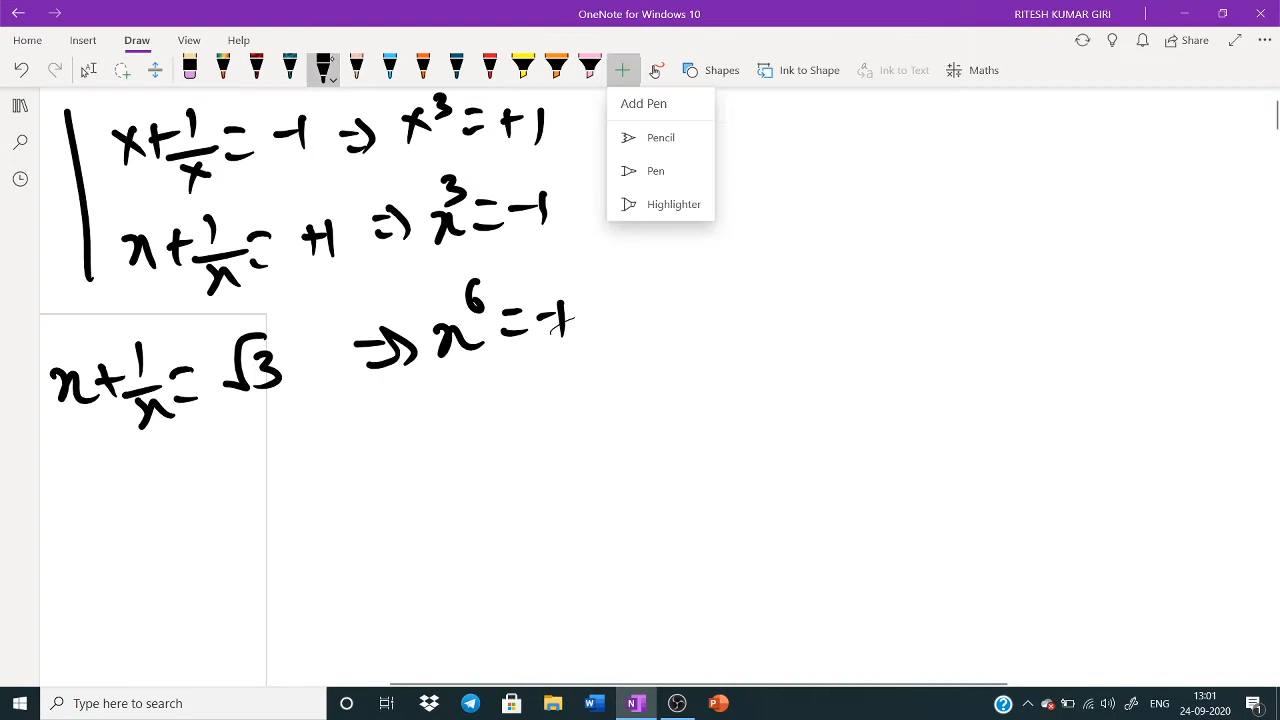 OneNote for Windows 10
RITESH KUMAR GIRI
Home Insert Draw View Help
Share
Shapes Ink to Shape Ink to Text Maths
Add Pen
Pencil
Pen
Highlighter
x + 1/x = -1 ⇒ x³ = +1
x + 1/x = +1 ⇒ x³ = -1
x + 1/x = √3 ⇒ x⁶ = -1
Type here to search
ENG
13:01
24-09-2020